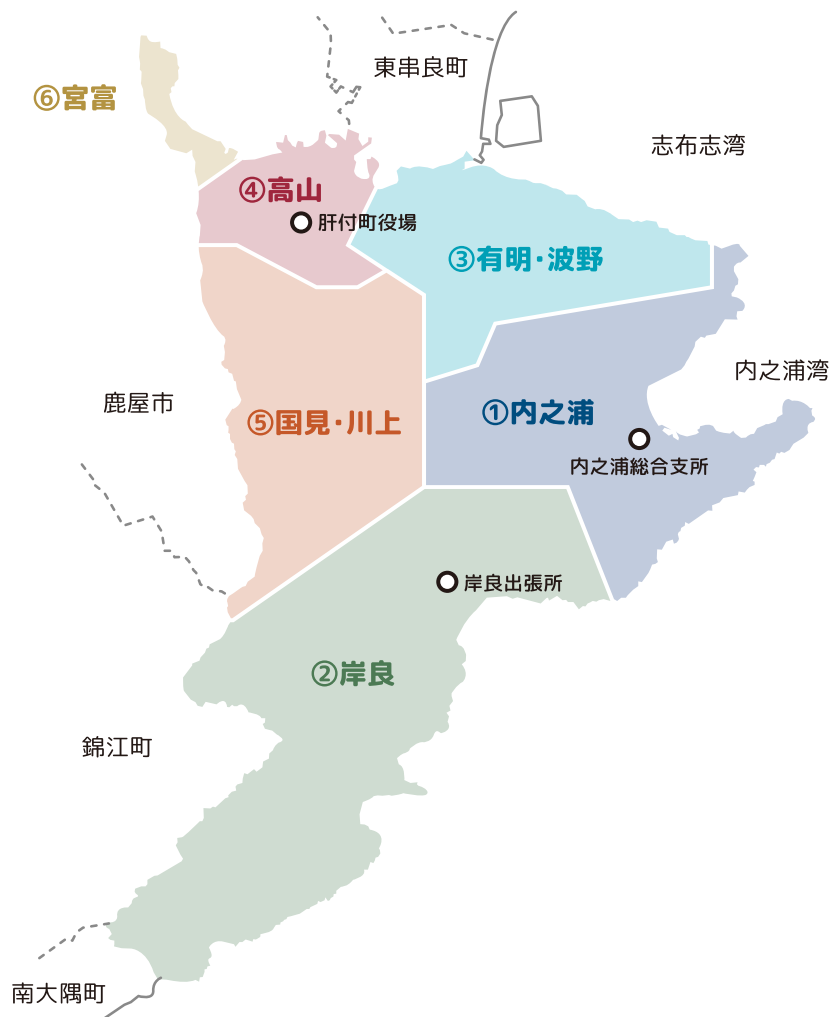 東串良町
⑥宮富
志布志湾
④高山
肝付町役場
③有明・波野
内之浦湾
鹿屋市
⑤国見・川上
①内之浦
内之浦総合支所
岸良出張所
②岸良
錦江町
南大隅町